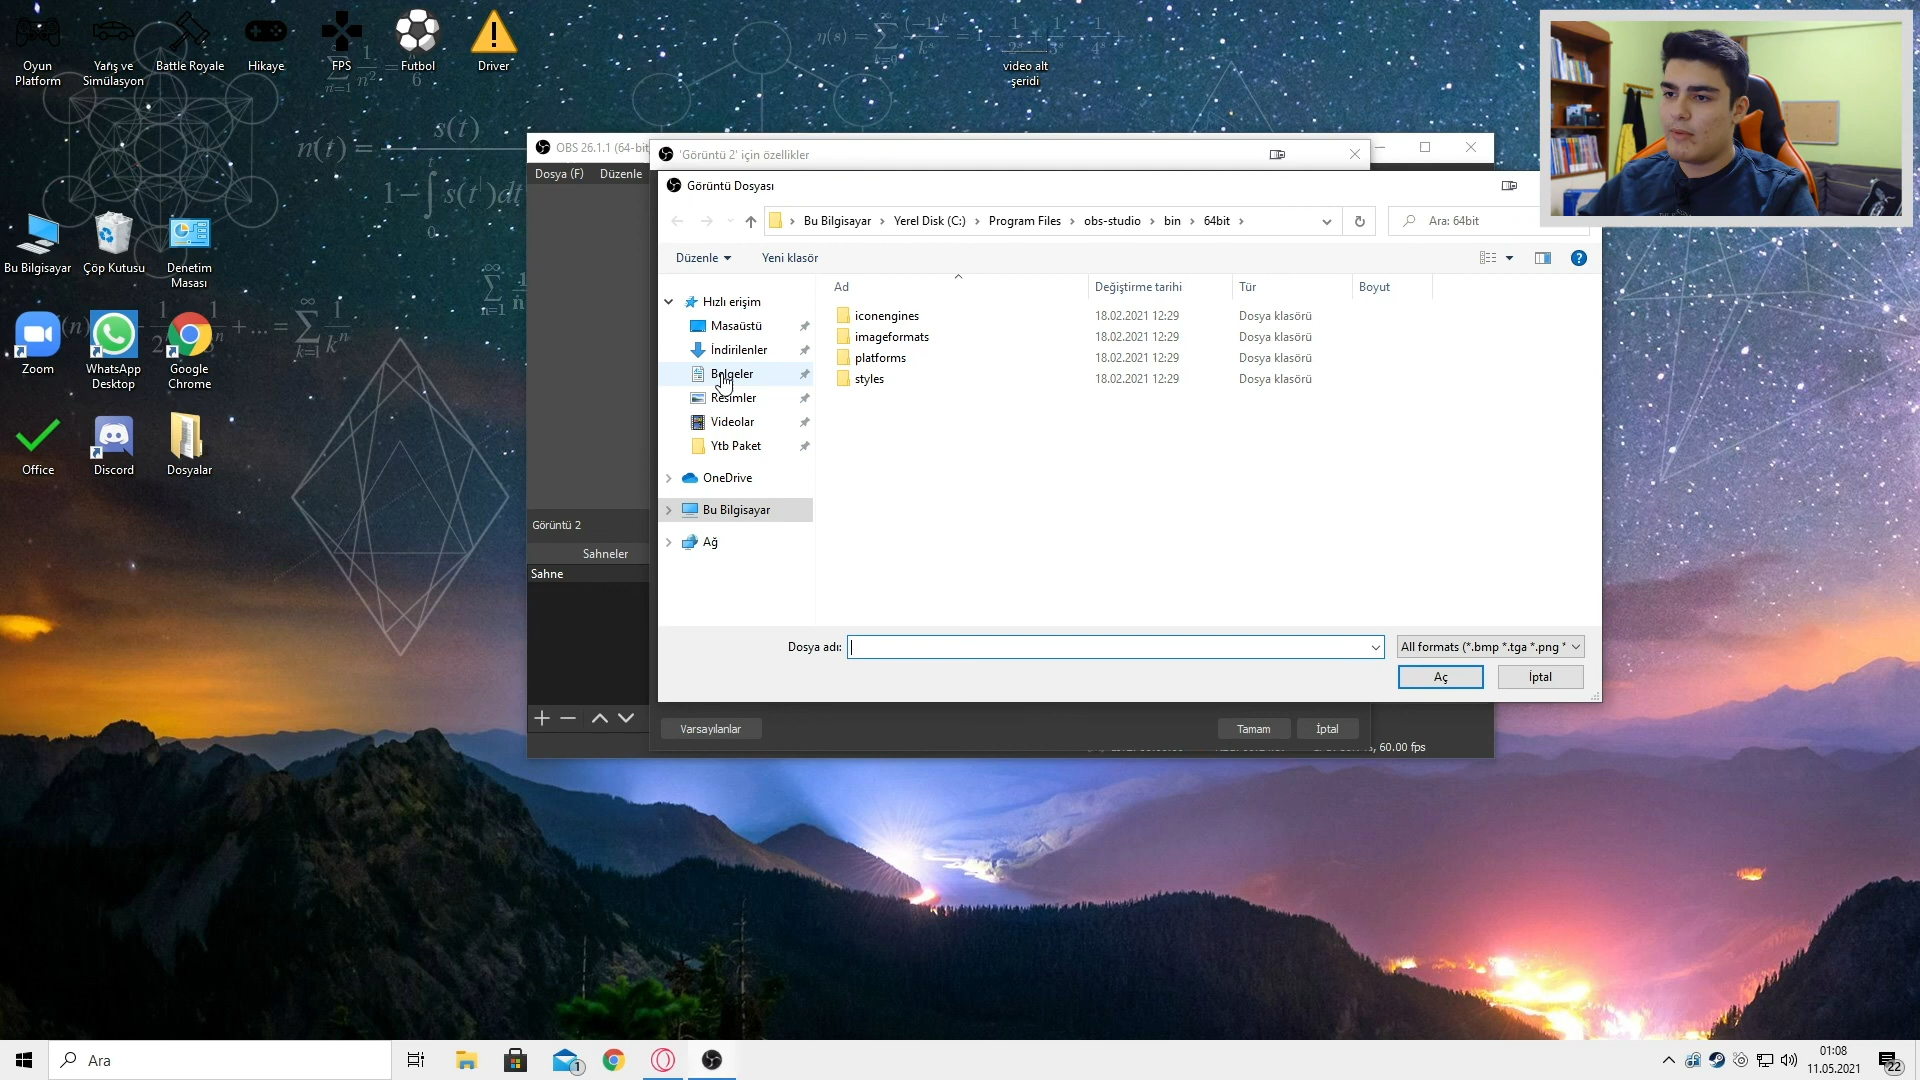 Oyun
Platform
Yarış ve
Simülasyon
Battle Royale
Hikaye
FPS
Futbol
Driver
video alt
şeridi
Bu Bilgisayar
Çöp Kutusu
Denetim
Masası
Zoom
WhatsApp
Desktop
Google
Chrome
Office
Discord
Dosyalar
OBS 26.1.1 (64-bit
Dosya (F) Düzenle
'Görüntü 2' için özellikler
Görüntü Dosyası
Bu Bilgisayar > Yerel Disk (C:) > Program Files > obs-studio > bin > 64bit >
Ara: 64bit
Düzenle Yeni klasör
Ad Değiştirme tarihi Tür Boyut
Hızlı erişim
Masaüstü
İndirilenler
Belgeler
Resimler
Videolar
Ytb Paket
OneDrive
Bu Bilgisayar
Ağ
iconengines 18.02.2021 12:29 Dosya klasörü
imageformats 18.02.2021 12:29 Dosya klasörü
platforms 18.02.2021 12:29 Dosya klasörü
styles 18.02.2021 12:29 Dosya klasörü
Dosya adı:
All formats (*.bmp *.tga *.png *
Aç İptal
Görüntü 2
Sahneler
Sahne
Varsayılanlar Tamam İptal
, 60.00 fps
Ara
1
01:08
11.05.2021
22